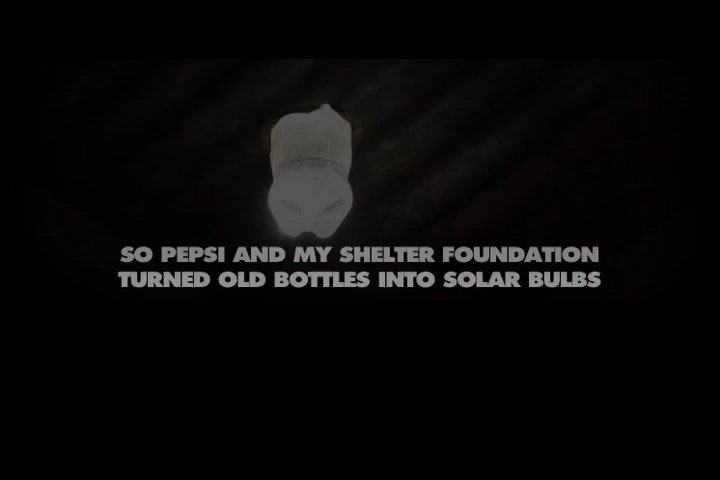 SO PEPSI AND MY SHELTER FOUNDATION
TURNED OLD BOTTLES INTO SOLAR BULBS